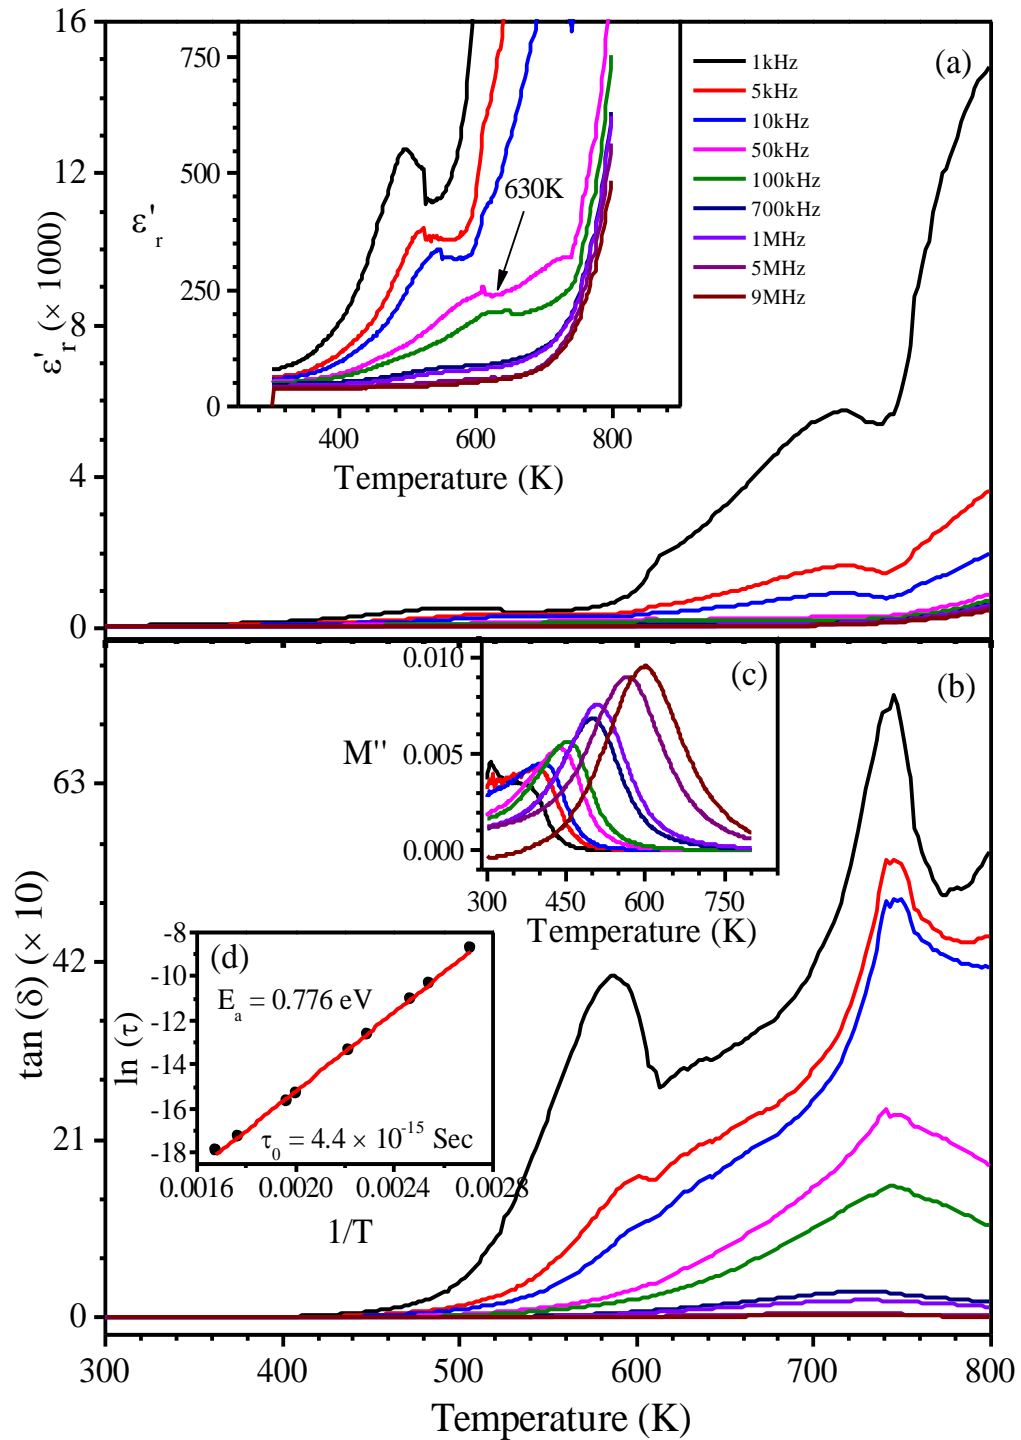 16
12
8
4
0
ε'r (× 1000)
(a)
750
500
250
0
ε'r
630K
400 600 800
Temperature (K)
1kHz
5kHz
10kHz
50kHz
100kHz
700kHz
1MHz
5MHz
9MHz
63
42
21
0
tan (δ) (× 10)
(b)
0.010
0.005
0.000
M''
(c)
300 450 600 750
Temperature (K)
-8
-10
-12
-14
-16
-18
ln (τ)
(d)
Ea = 0.776 eV
τ0 = 4.4 × 10-15 Sec
0.0016 0.0020 0.0024 0.0028
1/T
300 400 500 600 700 800
Temperature (K)